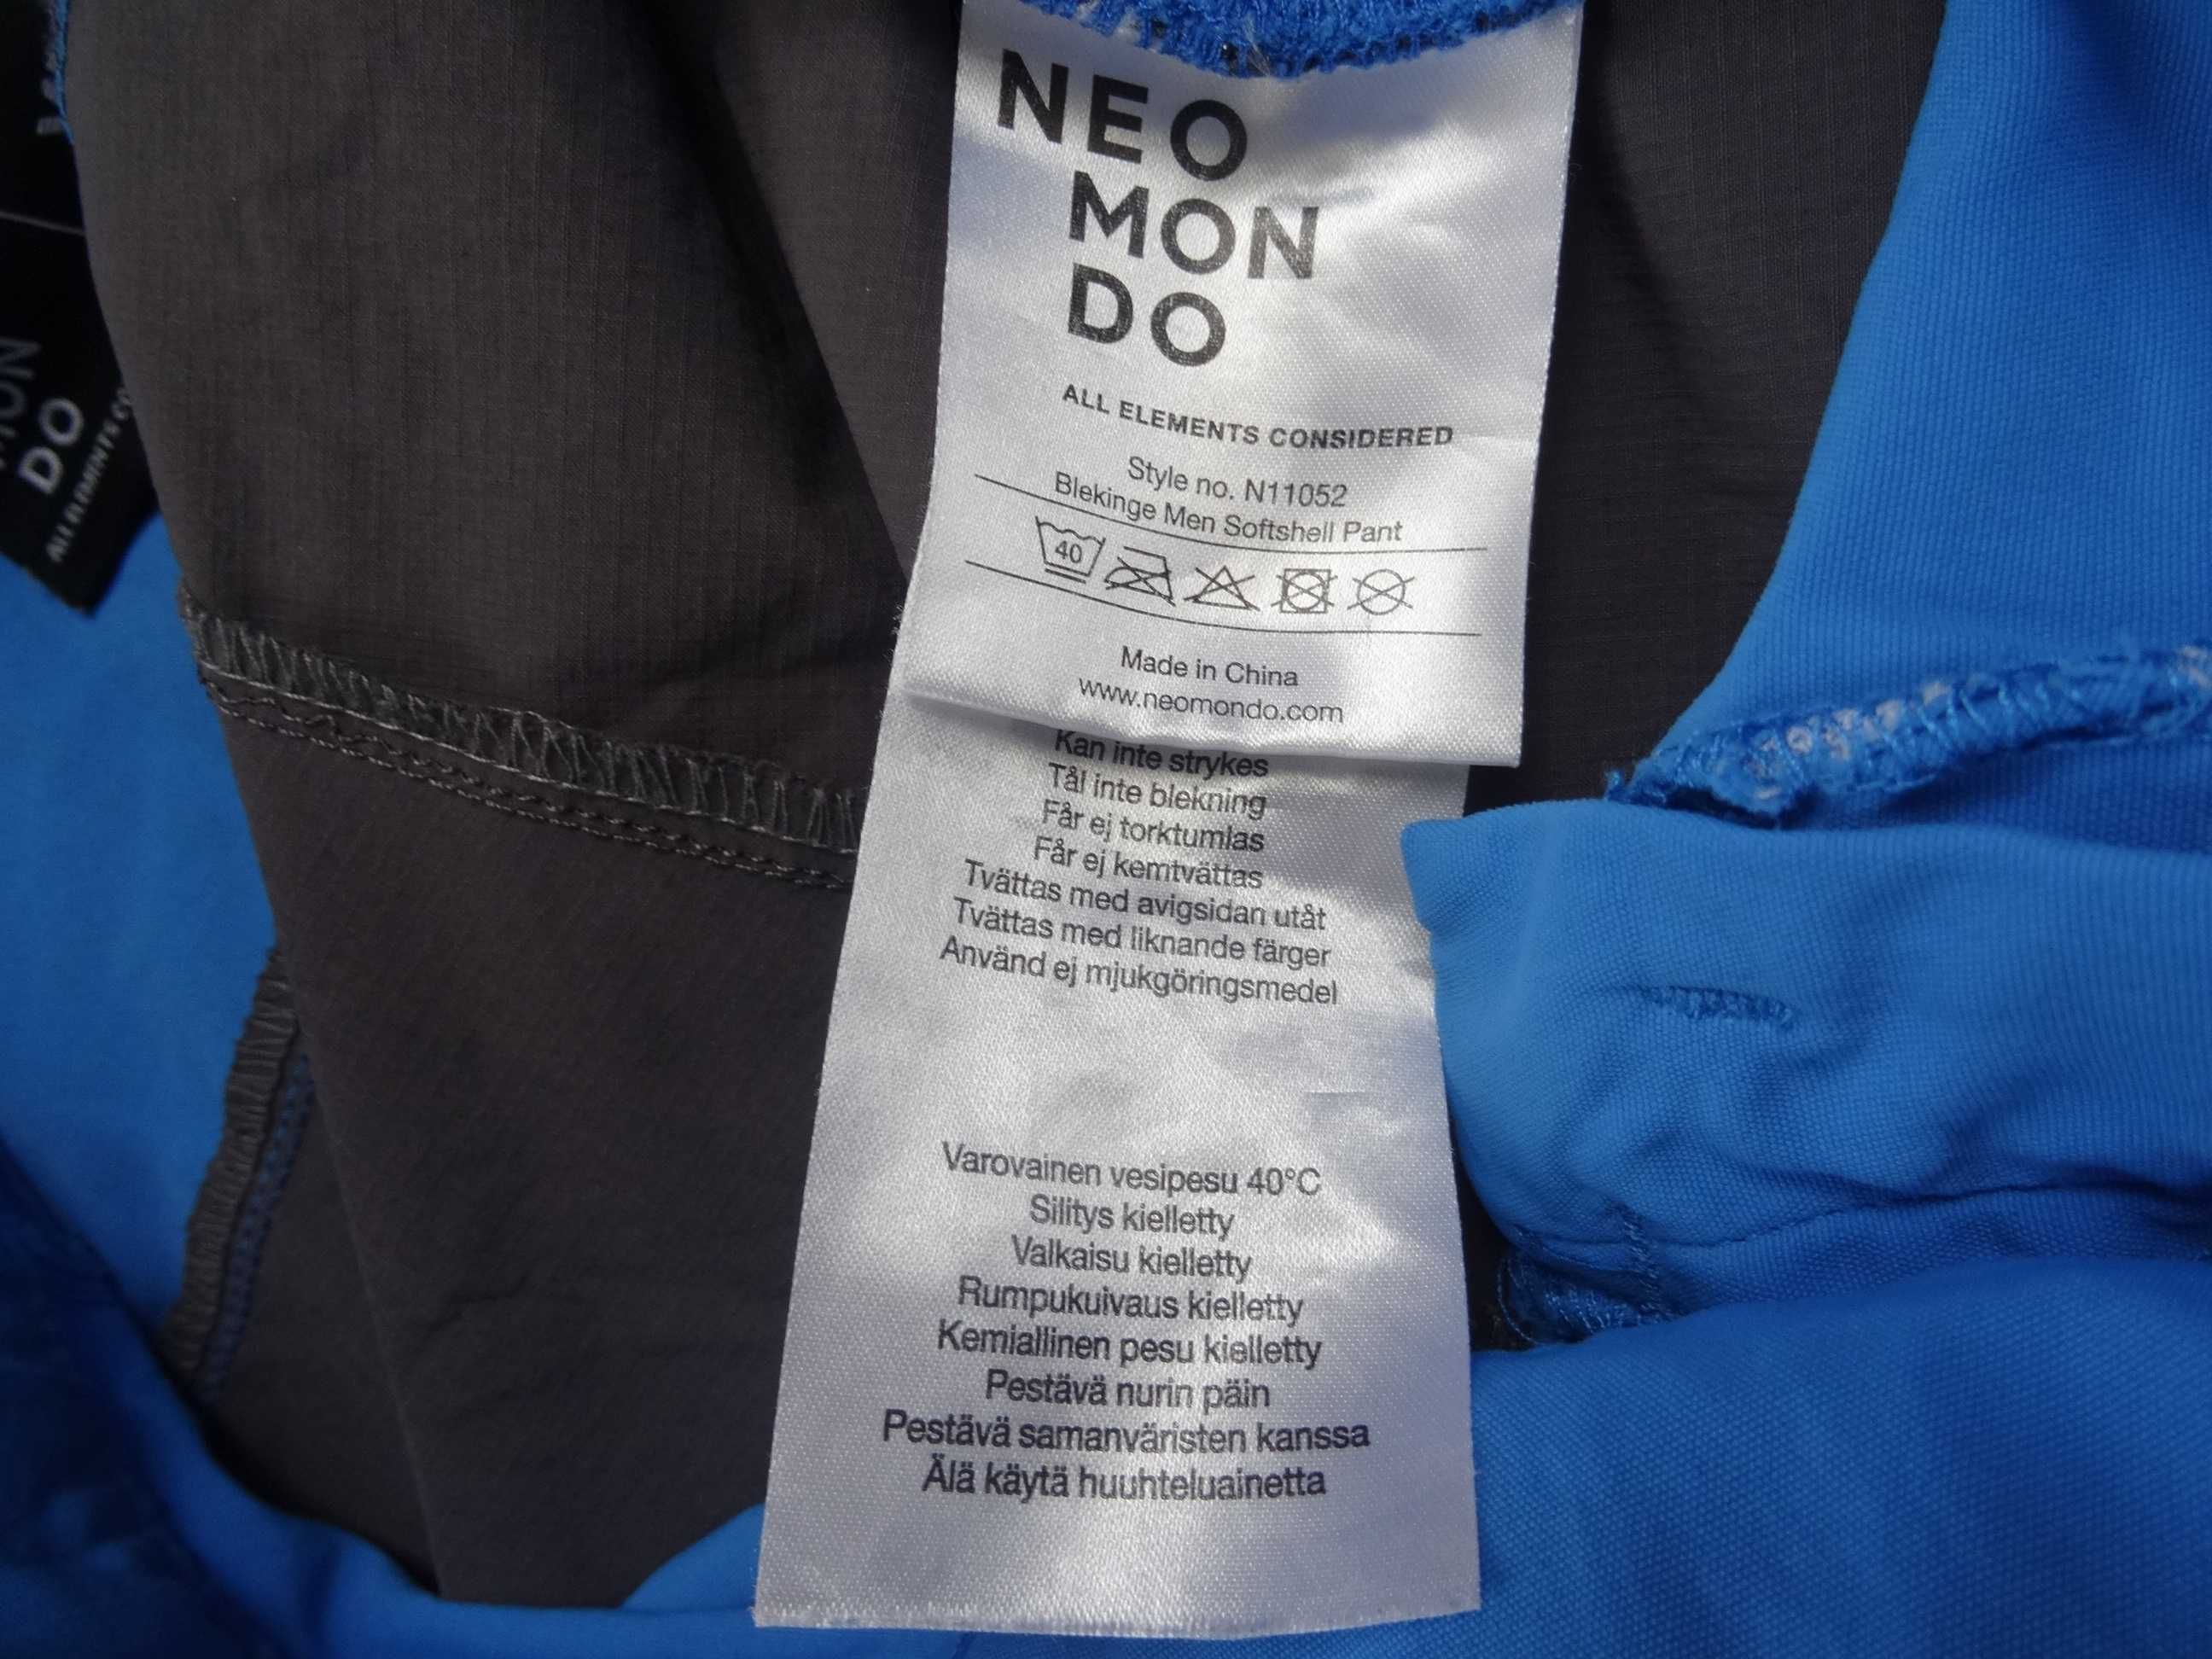 NEO
MON
DO
ALL ELEMENTS CONSIDERED
Style no. N11052
Blekinge Men Softshell Pant
40
Made in China
www.neomondo.com
Kan inte strykes
Tål inte blekning
Får ej torktumlas
Får ej kemtvättas
Tvättas med avigsidan utåt
Tvättas med liknande färger
Använd ej mjukgöringsmedel
Varovainen vesipesu 40°C
Silitys kielletty
Valkaisu kielletty
Rumpukuivaus kielletty
Kemiallinen pesu kielletty
Pestävä nurin päin
Pestävä samanväristen kanssa
Älä käytä huuhteluainetta
DO
ALL ELEMENTS